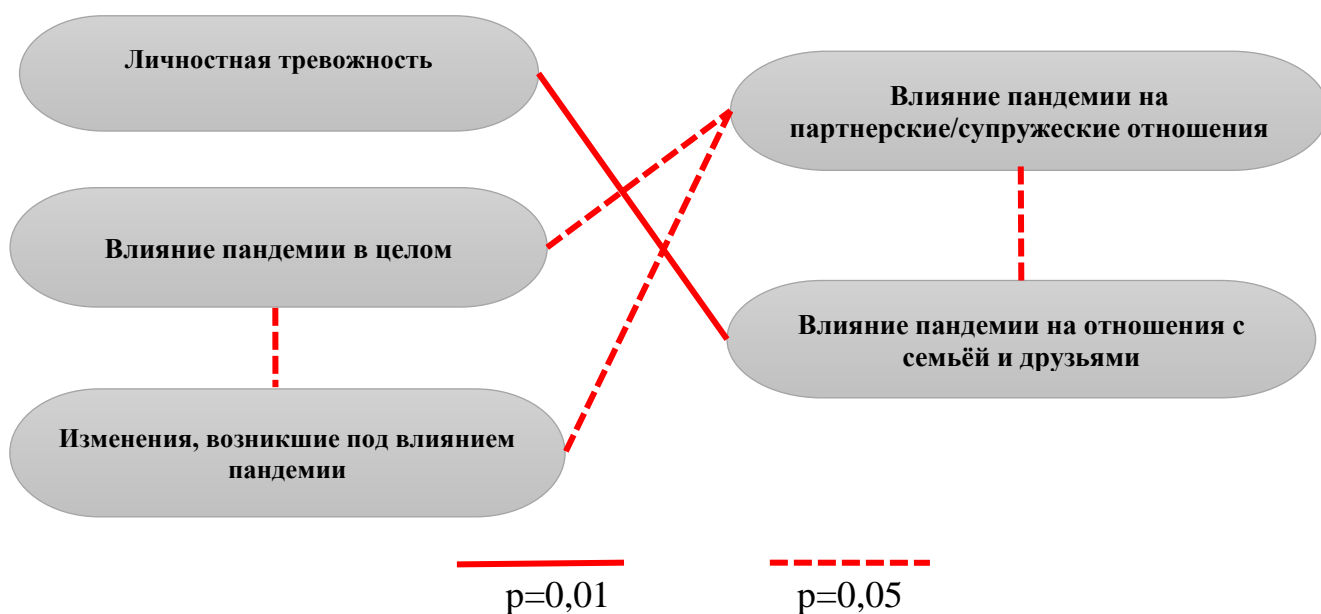 Личностная тревожность
Влияние пандемии на
партнерские/супружеские отношения
Влияние пандемии в целом
Влияние пандемии на отношения с
семьёй и друзьями
Изменения, возникшие под влиянием
пандемии
p=0,01
p=0,05